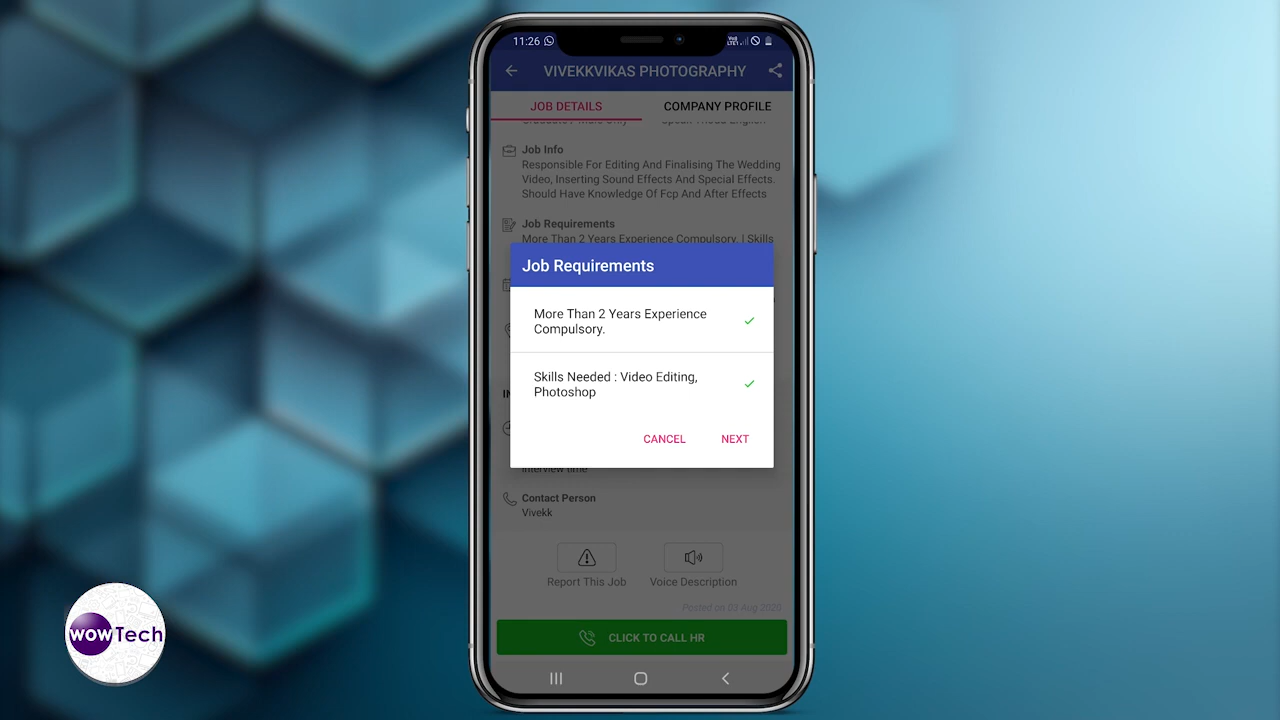 11:26
VIVEKKVIKAS PHOTOGRAPHY
JOB DETAILS
COMPANY PROFILE
Job Info
Responsible For Editing And Finalising The Wedding
Video, Inserting Sound Effects And Special Effects.
Should Have Knowledge Of Fcp And After Effects
Job Requirements
More Than 2 Years Experience Compulsory. | Skills
Job Requirements
More Than 2 Years Experience
Compulsory.
Skills Needed : Video Editing,
Photoshop
CANCEL
NEXT
interview time
Contact Person
Vivekk
Report This Job
Voice Description
Posted on 03 Aug 2020
CLICK TO CALL HR
wowTech